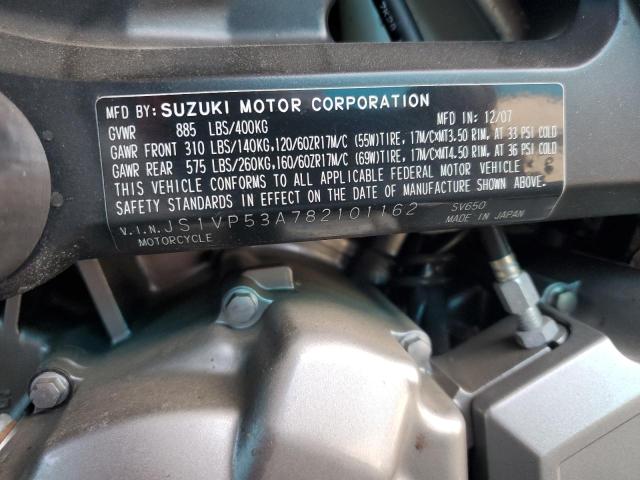 MFD BY: SUZUKI MOTOR CORPORATION
GVWR 885 LBS/400KG MFD IN: 12/07
GAWR FRONT 310 LBS/140KG,120/60ZR17M/C (55W)TIRE, 17M/C×MT3.50 RIM, AT 33 PSI COLD
GAWR REAR 575 LBS/260KG,160/60ZR17M/C (69W)TIRE, 17M/C×MT4.50 RIM, AT 36 PSI COLD
THIS VEHICLE CONFORMS TO ALL APPLICABLE FEDERAL MOTOR VEHICLE
SAFETY STANDARDS IN EFFECT ON THE DATE OF MANUFACTURE SHOWN ABOVE.
V.I.N. JS1VP53A782101162 SV650
MOTORCYCLE MADE IN JAPAN